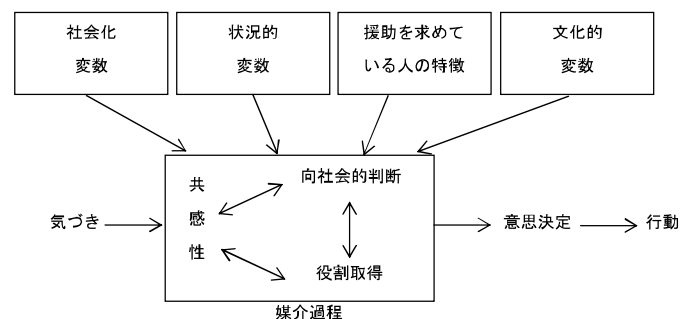 社会化
変数
状況的
変数
援助を求めて
いる人の特徴
文化的
変数
共
感
性
向社会的判断
役割取得
気づき
意思決定
行動
媒介過程